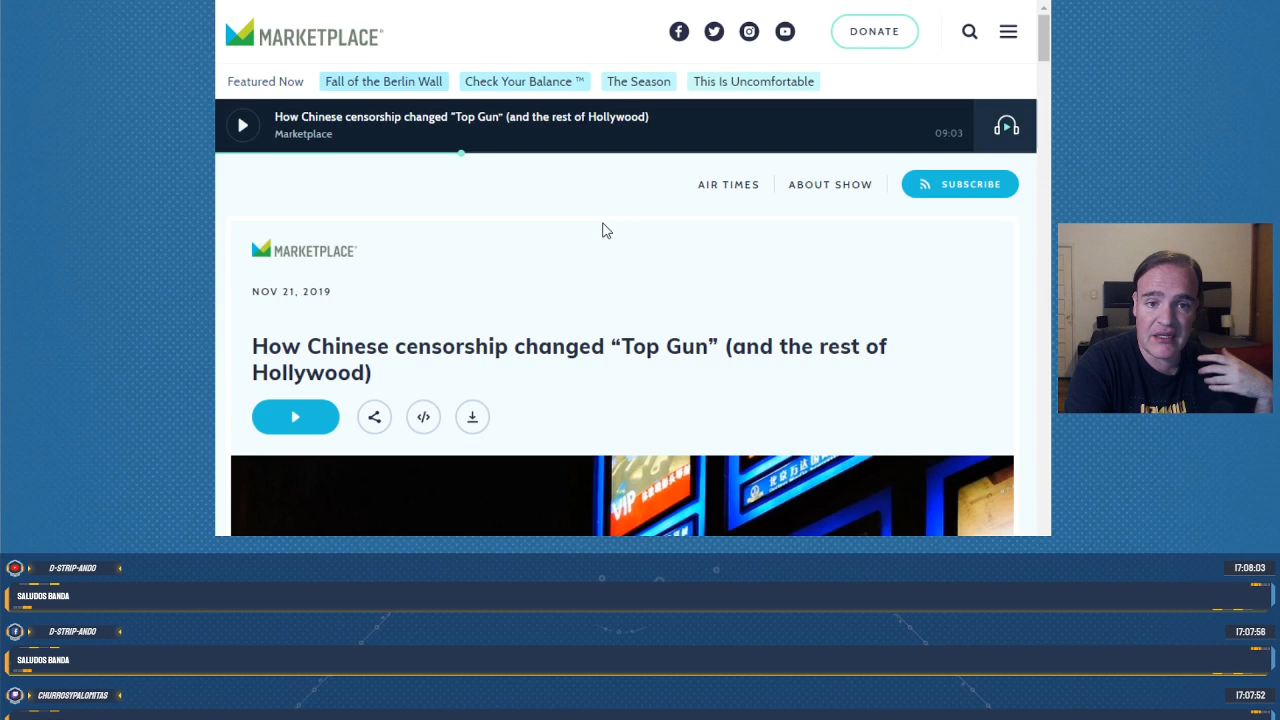 MARKETPLACE®
DONATE
Featured Now
Fall of the Berlin Wall
Check Your Balance ™
The Season
This Is Uncomfortable
How Chinese censorship changed "Top Gun" (and the rest of Hollywood)
Marketplace
09:03
AIR TIMES
ABOUT SHOW
SUBSCRIBE
MARKETPLACE®
NOV 21, 2019
How Chinese censorship changed “Top Gun” (and the rest of
Hollywood)
VIP
D-STRIP-ANDO
17:08:03
SALUDOS BANDA
D-STRIP-ANDO
17:07:56
SALUDOS BANDA
CHURROSYPALOMITAS
17:07:52